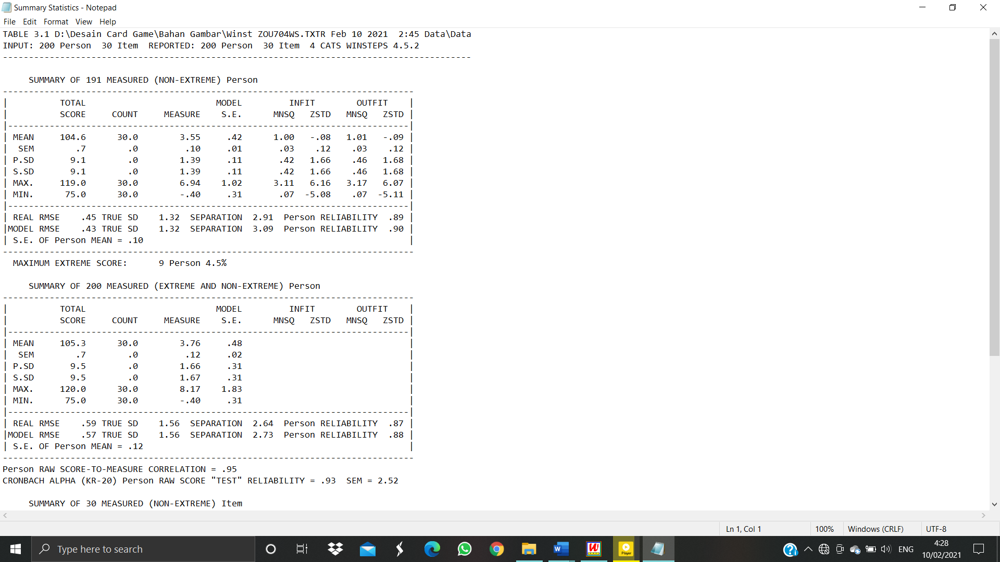 Summary Statistics - Notepad
File Edit Format View Help
TABLE 3.1 D:\Desain Card Game\Bahan Gambar\Winst ZOU704WS.TXTR Feb 10 2021  2:45 Data\Data
INPUT: 200 Person  30 Item  REPORTED: 200 Person  30 Item  4 CATS WINSTEPS 4.5.2
------------------------------------------------------------------------------------------
     SUMMARY OF 191 MEASURED (NON-EXTREME) Person
-------------------------------------------------------------------------------
|          TOTAL                         MODEL         INFIT        OUTFIT    |
|          SCORE     COUNT     MEASURE    S.E.      MNSQ   ZSTD   MNSQ   ZSTD |
|-----------------------------------------------------------------------------|
| MEAN     104.6      30.0        3.55     .42      1.00   -.08   1.01   -.09 |
|  SEM        .7        .0         .10     .01       .03    .12    .03    .12 |
| P.SD       9.1        .0        1.39     .11       .42   1.66    .46   1.68 |
| S.SD       9.1        .0        1.39     .11       .42   1.66    .46   1.68 |
| MAX.     119.0      30.0        6.94    1.02      3.11   6.16   3.17   6.07 |
| MIN.      75.0      30.0        -.40     .31       .07  -5.08    .07  -5.11 |
|-----------------------------------------------------------------------------|
| REAL RMSE    .45 TRUE SD    1.32  SEPARATION  2.91  Person RELIABILITY  .89 |
|MODEL RMSE    .43 TRUE SD    1.32  SEPARATION  3.09  Person RELIABILITY  .90 |
| S.E. OF Person MEAN = .10                                                   |
-------------------------------------------------------------------------------
  MAXIMUM EXTREME SCORE:      9 Person 4.5%
     SUMMARY OF 200 MEASURED (EXTREME AND NON-EXTREME) Person
-------------------------------------------------------------------------------
|          TOTAL                         MODEL         INFIT        OUTFIT    |
|          SCORE     COUNT     MEASURE    S.E.      MNSQ   ZSTD   MNSQ   ZSTD |
|-----------------------------------------------------------------------------|
| MEAN     105.3      30.0        3.76     .48                                |
|  SEM        .7        .0         .12     .02                                |
| P.SD       9.5        .0        1.66     .31                                |
| S.SD       9.5        .0        1.67     .31                                |
| MAX.     120.0      30.0        8.17    1.83                                |
| MIN.      75.0      30.0        -.40     .31                                |
|-----------------------------------------------------------------------------|
| REAL RMSE    .59 TRUE SD    1.56  SEPARATION  2.64  Person RELIABILITY  .87 |
|MODEL RMSE    .57 TRUE SD    1.56  SEPARATION  2.73  Person RELIABILITY  .88 |
| S.E. OF Person MEAN = .12                                                   |
-------------------------------------------------------------------------------
Person RAW SCORE-TO-MEASURE CORRELATION = .95
CRONBACH ALPHA (KR-20) Person RAW SCORE "TEST" RELIABILITY = .93  SEM = 2.52
     SUMMARY OF 30 MEASURED (NON-EXTREME) Item
Ln 1, Col 1 100% Windows (CRLF) UTF-8
Type here to search
Player
ENG
4:28
10/02/2021